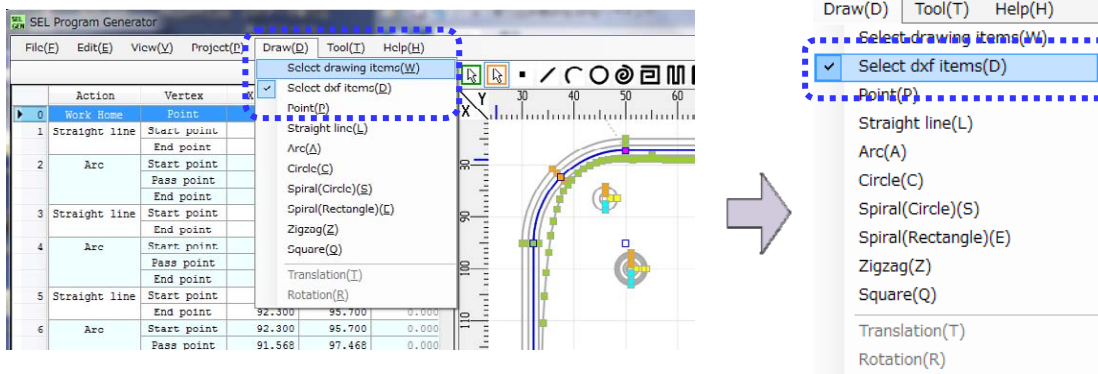 SEL GEN SEL Program Generator
File(F) Edit(E) View(V) Project(P) Draw(D) Tool(T) Help(H)
Select drawing items(W)
✓ Select dxf items(D)
Point(P)
Straight line(L)
Arc(A)
Circle(C)
Spiral(Circle)(S)
Spiral(Rectangle)(E)
Zigzag(Z)
Square(Q)
Translation(T)
Rotation(R)
Action Vertex X
0 Work Home Point
1 Straight line Start point
End point
2 Arc Start point
Pass point
End point
3 Straight line Start point
End point
4 Arc Start point
Pass point
End point
5 Straight line Start point
End point 92.300 95.700 0.000
6 Arc Start point 92.300 95.700 0.000
Pass point 91.568 97.468 0.000
Y 30 40 50 60
X
80
90
100
110
Draw(D) Tool(T) Help(H)
Select drawing items(W)
✓ Select dxf items(D)
Point(P)
Straight line(L)
Arc(A)
Circle(C)
Spiral(Circle)(S)
Spiral(Rectangle)(E)
Zigzag(Z)
Square(Q)
Translation(T)
Rotation(R)